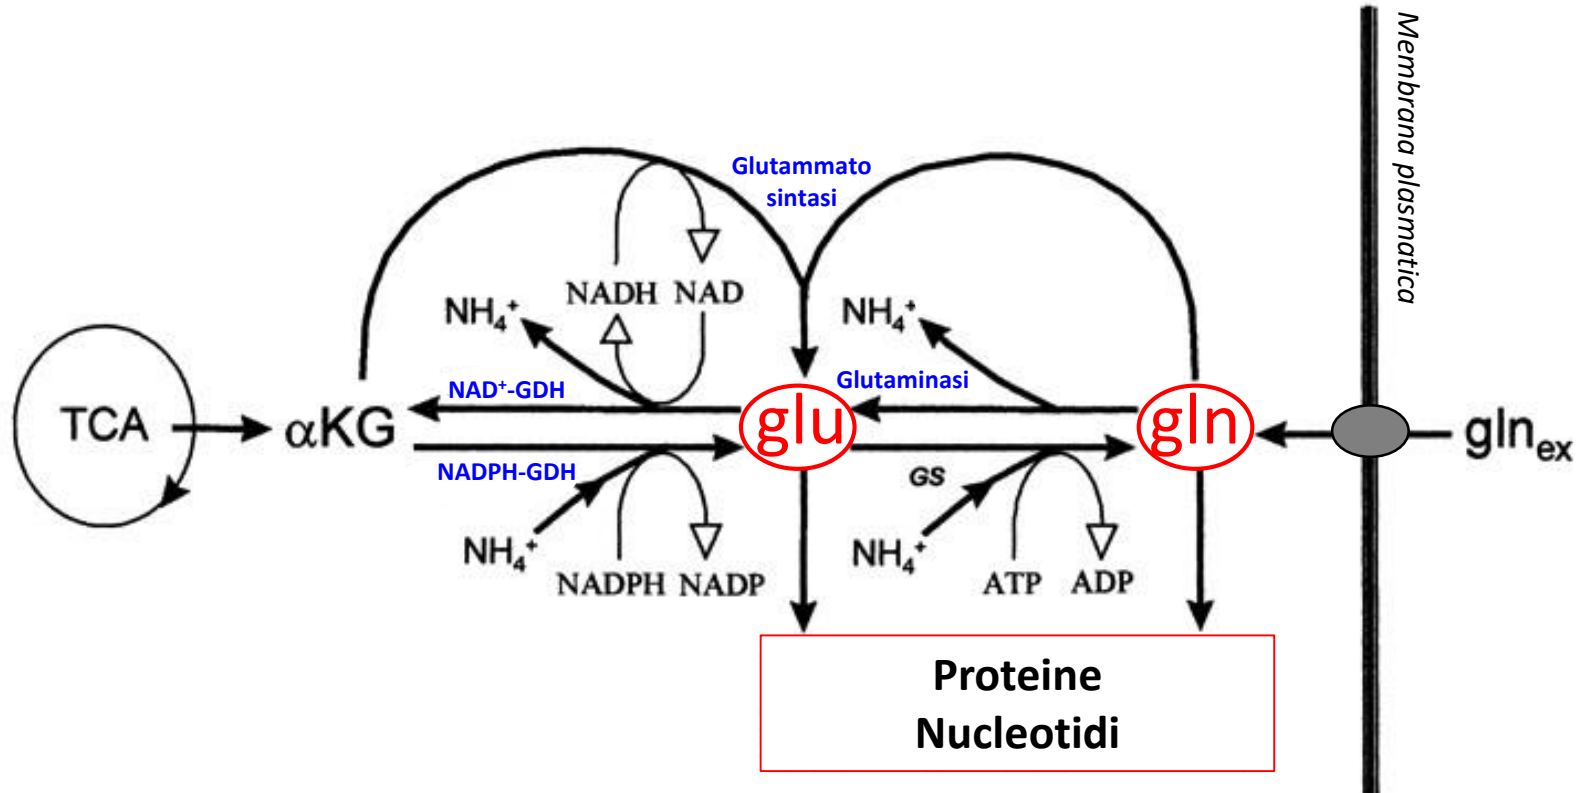 Membrana plasmatica
Glutammato
sintasi
NADH NAD
NH₄⁺
NH₄⁺
NAD⁺-GDH
Glutaminasi
TCA
αKG
glu
gln
glnₑₓ
NADPH-GDH
GS
NH₄⁺
NADPH NADP
NH₄⁺
ATP
ADP
Proteine
Nucleotidi